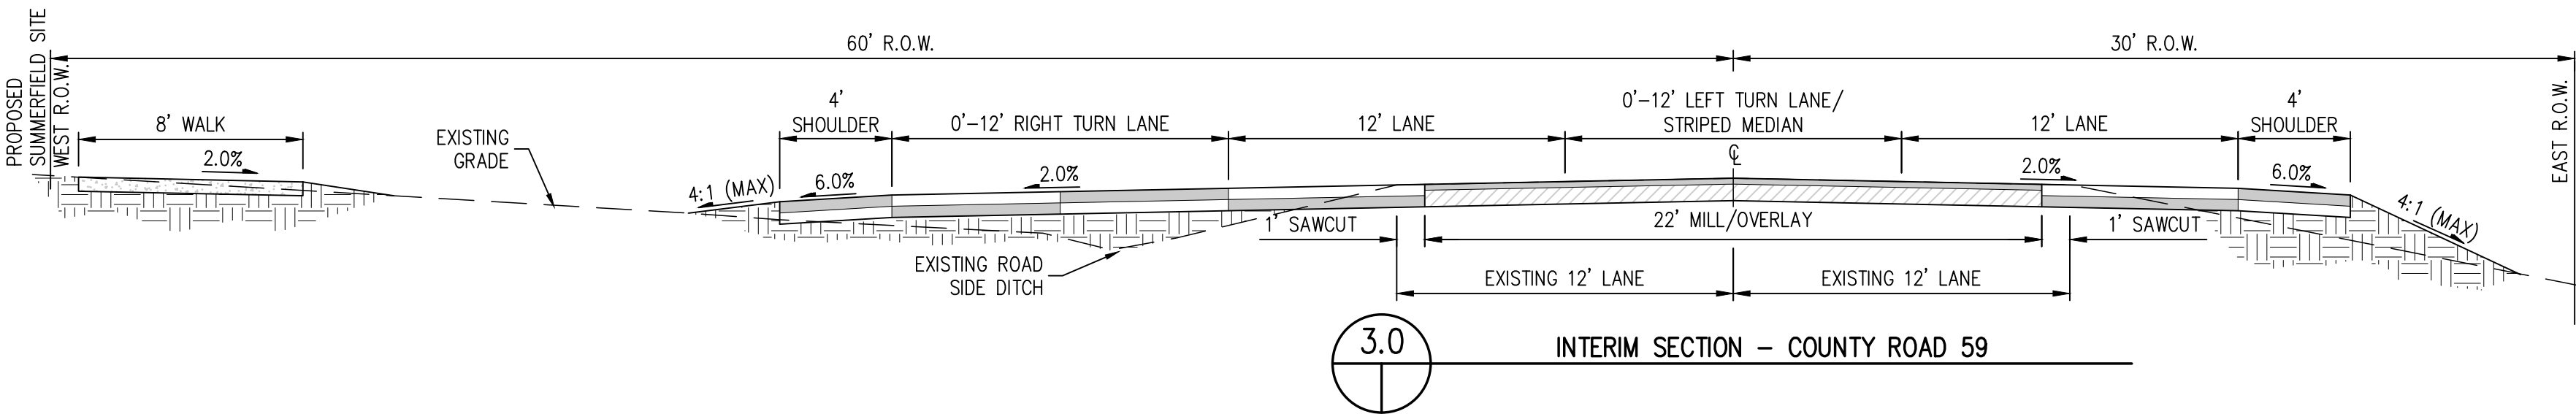 PROPOSED
SUMMERFIELD SITE
WEST R.O.W.
60' R.O.W.
30' R.O.W.
EAST R.O.W.
8' WALK
2.0%
EXISTING
GRADE
4'
SHOULDER
0'-12' RIGHT TURN LANE
12' LANE
0'-12' LEFT TURN LANE/
STRIPED MEDIAN
℄
12' LANE
4'
SHOULDER
4:1 (MAX)
6.0%
2.0%
2.0%
6.0%
4:1 (MAX)
1' SAWCUT
22' MILL/OVERLAY
1' SAWCUT
EXISTING ROAD
SIDE DITCH
EXISTING 12' LANE
EXISTING 12' LANE
3.0
INTERIM SECTION - COUNTY ROAD 59